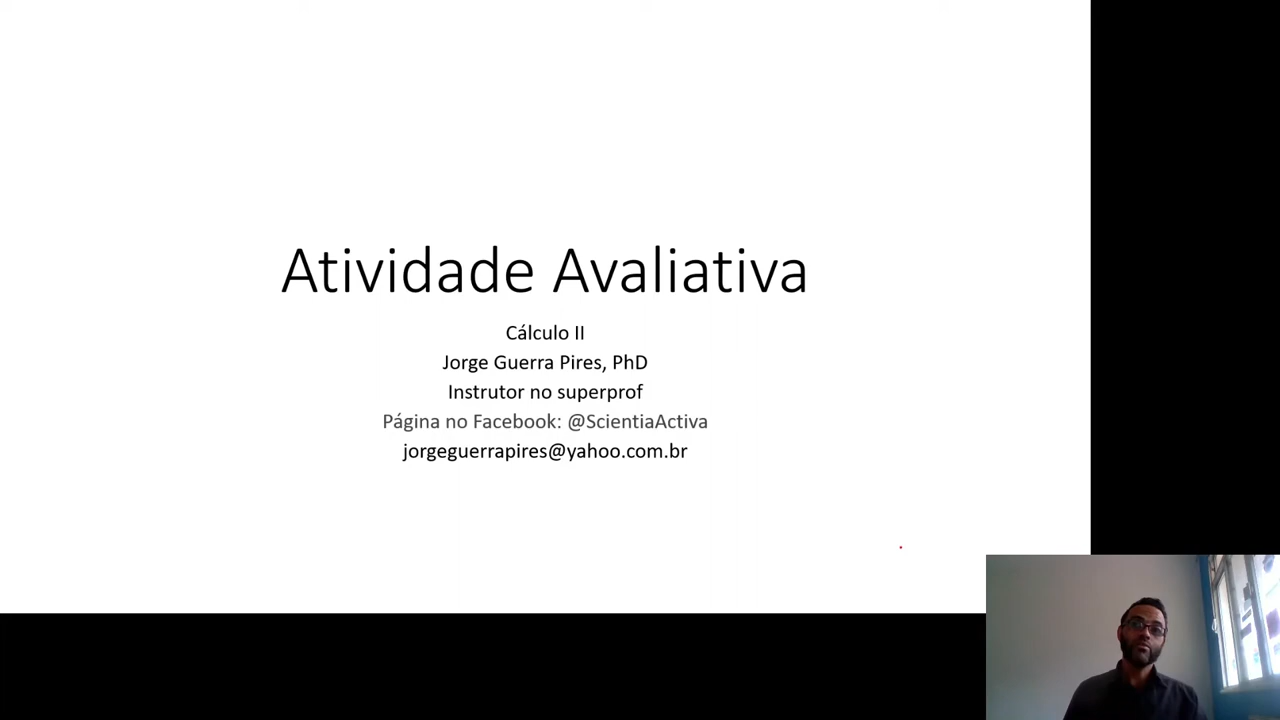 Atividade Avaliativa
Cálculo II
Jorge Guerra Pires, PhD
Instrutor no superprof
Página no Facebook: @ScientiaActiva
jorgeguerrapires@yahoo.com.br